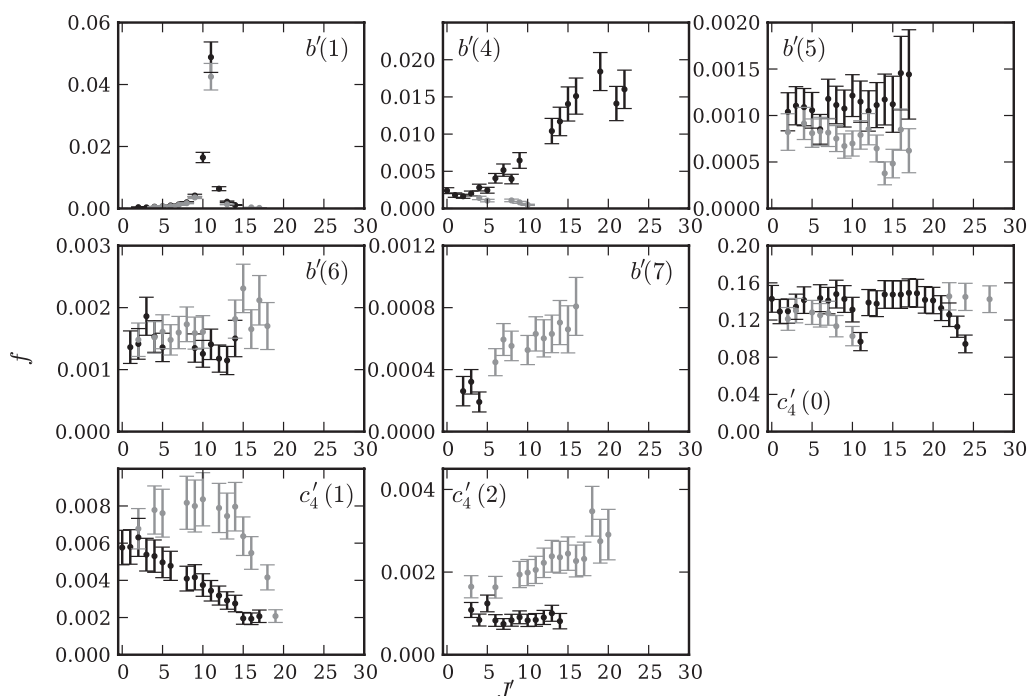 0.06
0.04
0.02
0.00
b′(1)
0 5 10 15 20 25 30
0.020
0.015
0.010
0.005
0.000
b′(4)
0 5 10 15 20 25 30
0.0020
0.0015
0.0010
0.0005
0.0000
b′(5)
0 5 10 15 20 25 30
f
0.003
0.002
0.001
0.000
b′(6)
0 5 10 15 20 25 30
0.0012
0.0008
0.0004
0.0000
b′(7)
0 5 10 15 20 25 30
0.20
0.16
0.12
0.08
0.04
0.00
c′₄(0)
0 5 10 15 20 25 30
0.008
0.006
0.004
0.002
0.000
c′₄(1)
0 5 10 15 20 25 30
0.004
0.002
0.000
c′₄(2)
0 5 10 15 20 25 30
J′